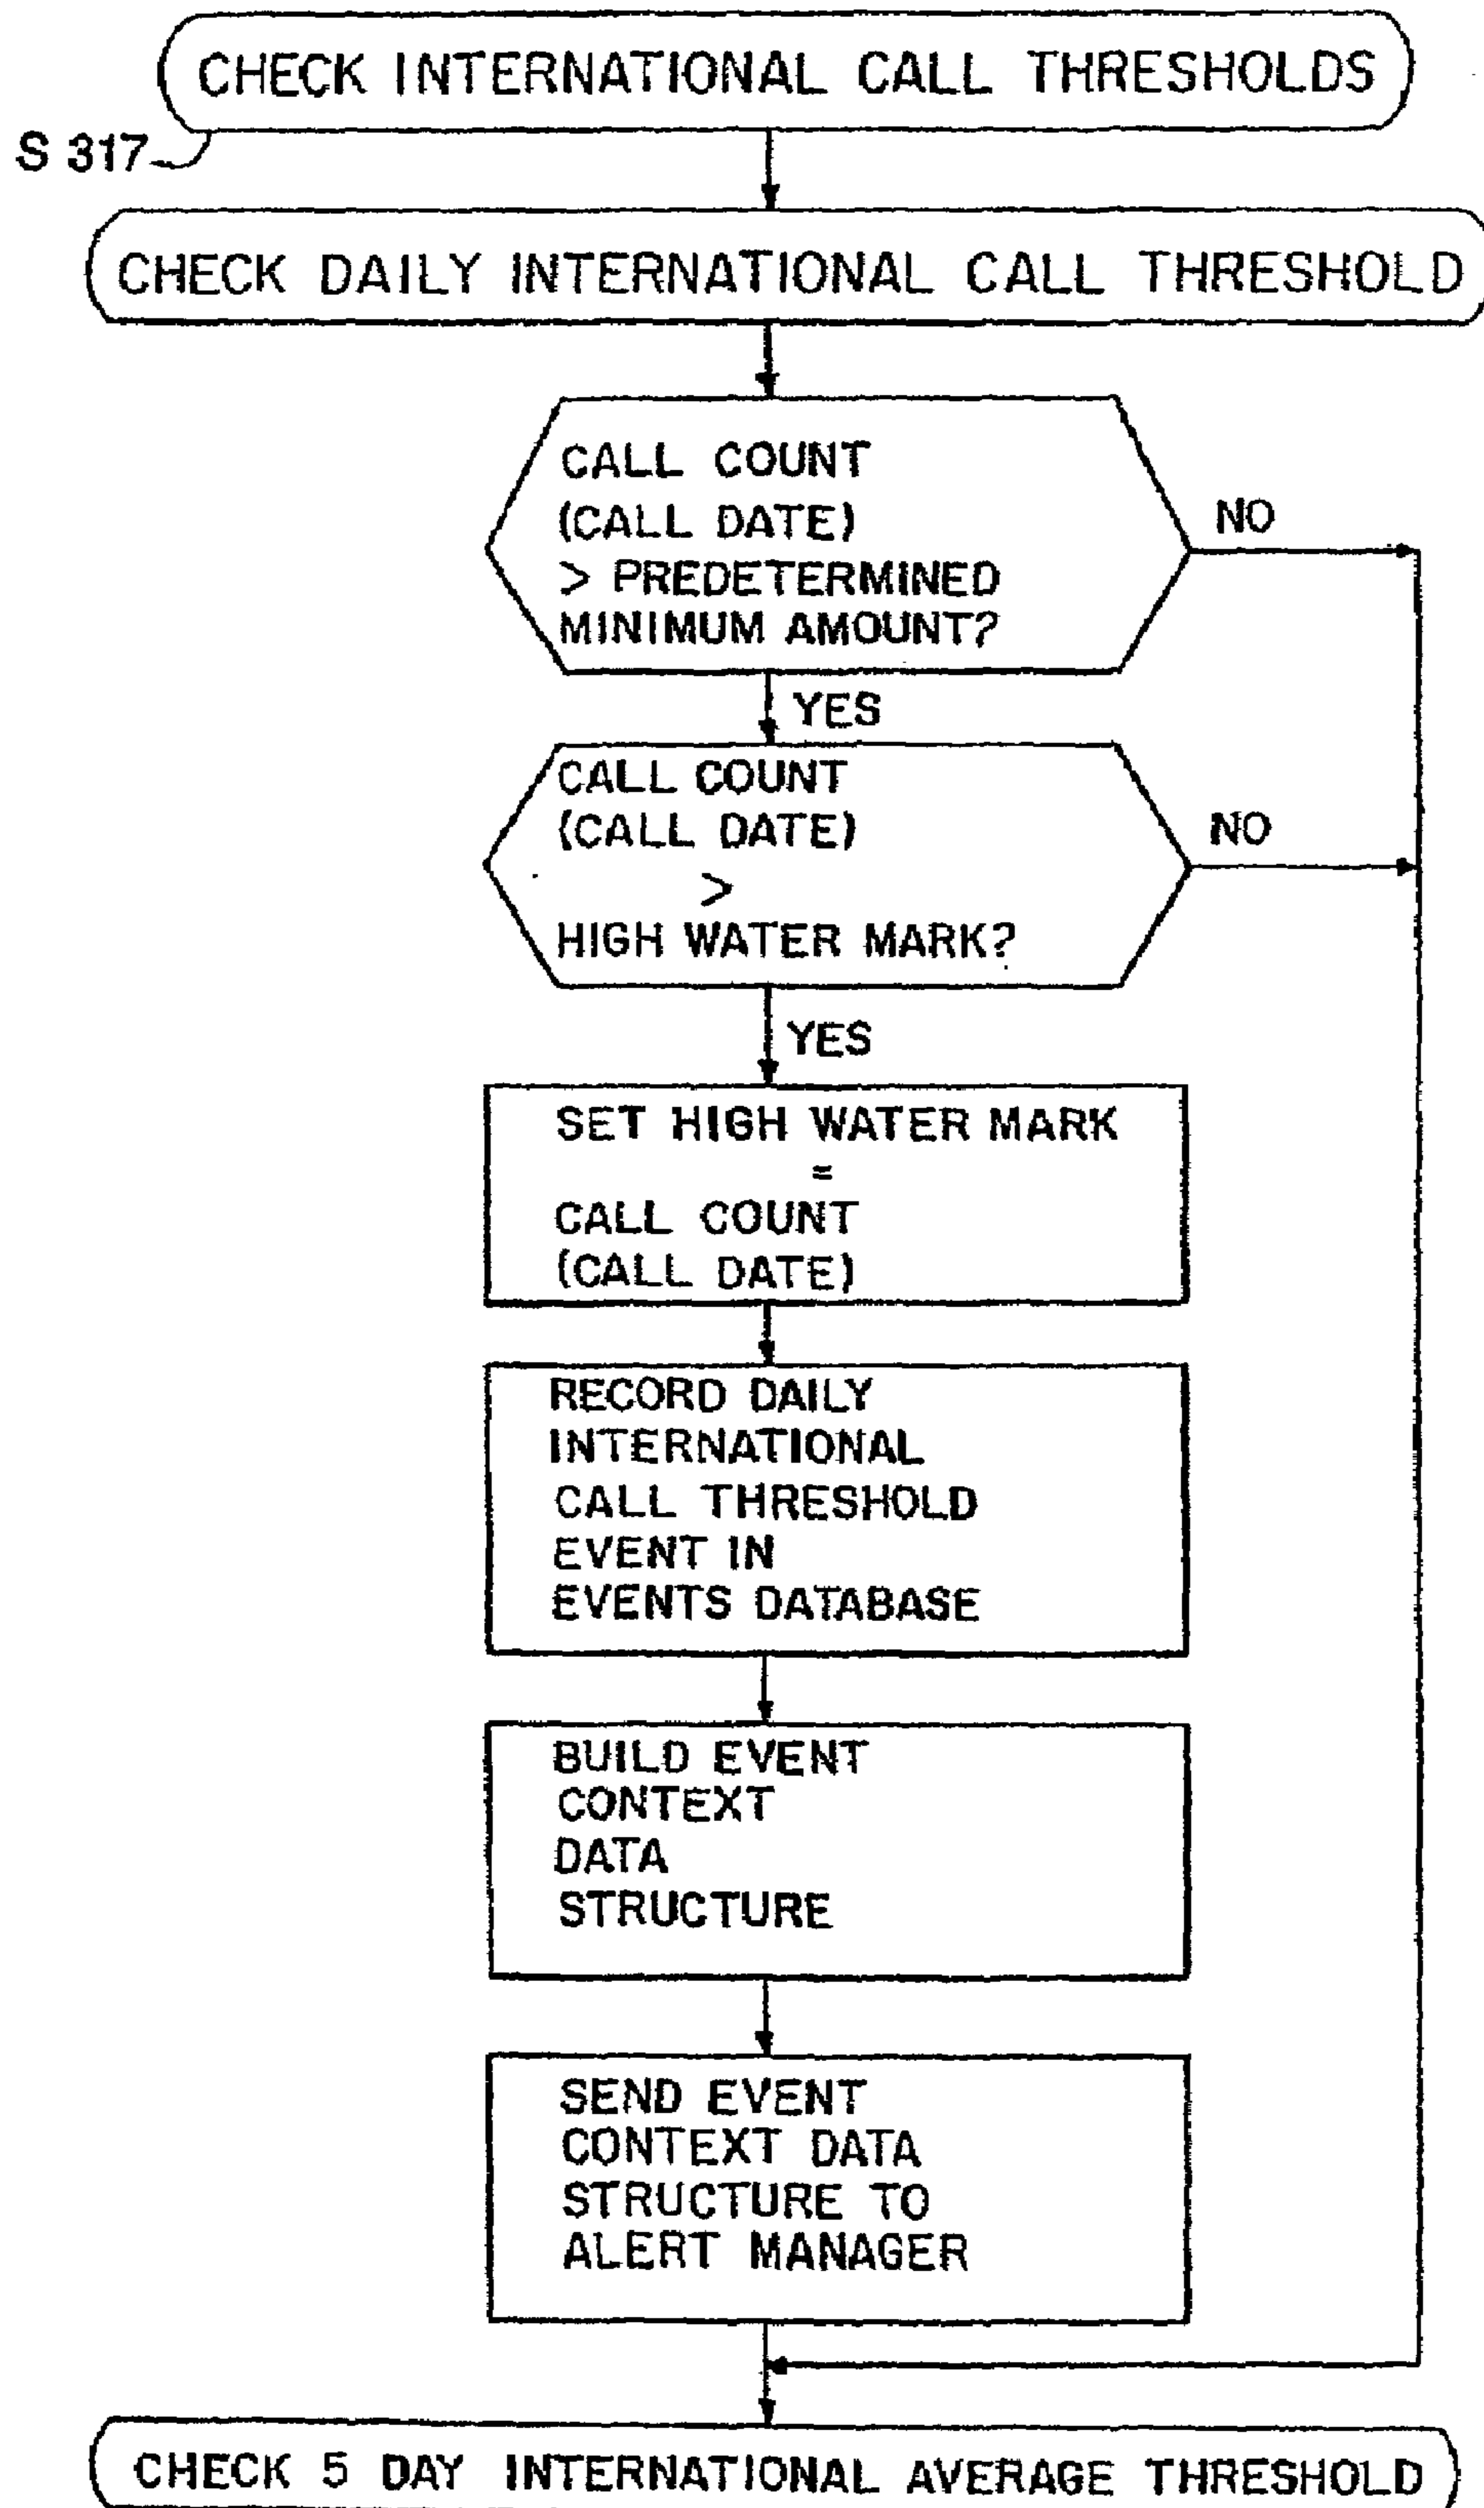 CHECK INTERNATIONAL CALL THRESHOLDS
S 317
CHECK DAILY INTERNATIONAL CALL THRESHOLD
CALL COUNT
(CALL DATE)
> PREDETERMINED
MINIMUM AMOUNT?
NO
YES
CALL COUNT
(CALL DATE)
>
HIGH WATER MARK?
NO
YES
SET HIGH WATER MARK
=
CALL COUNT
(CALL DATE)
RECORD DAILY
INTERNATIONAL
CALL THRESHOLD
EVENT IN
EVENTS DATABASE
BUILD EVENT
CONTEXT
DATA
STRUCTURE
SEND EVENT
CONTEXT DATA
STRUCTURE TO
ALERT MANAGER
CHECK 5 DAY INTERNATIONAL AVERAGE THRESHOLD